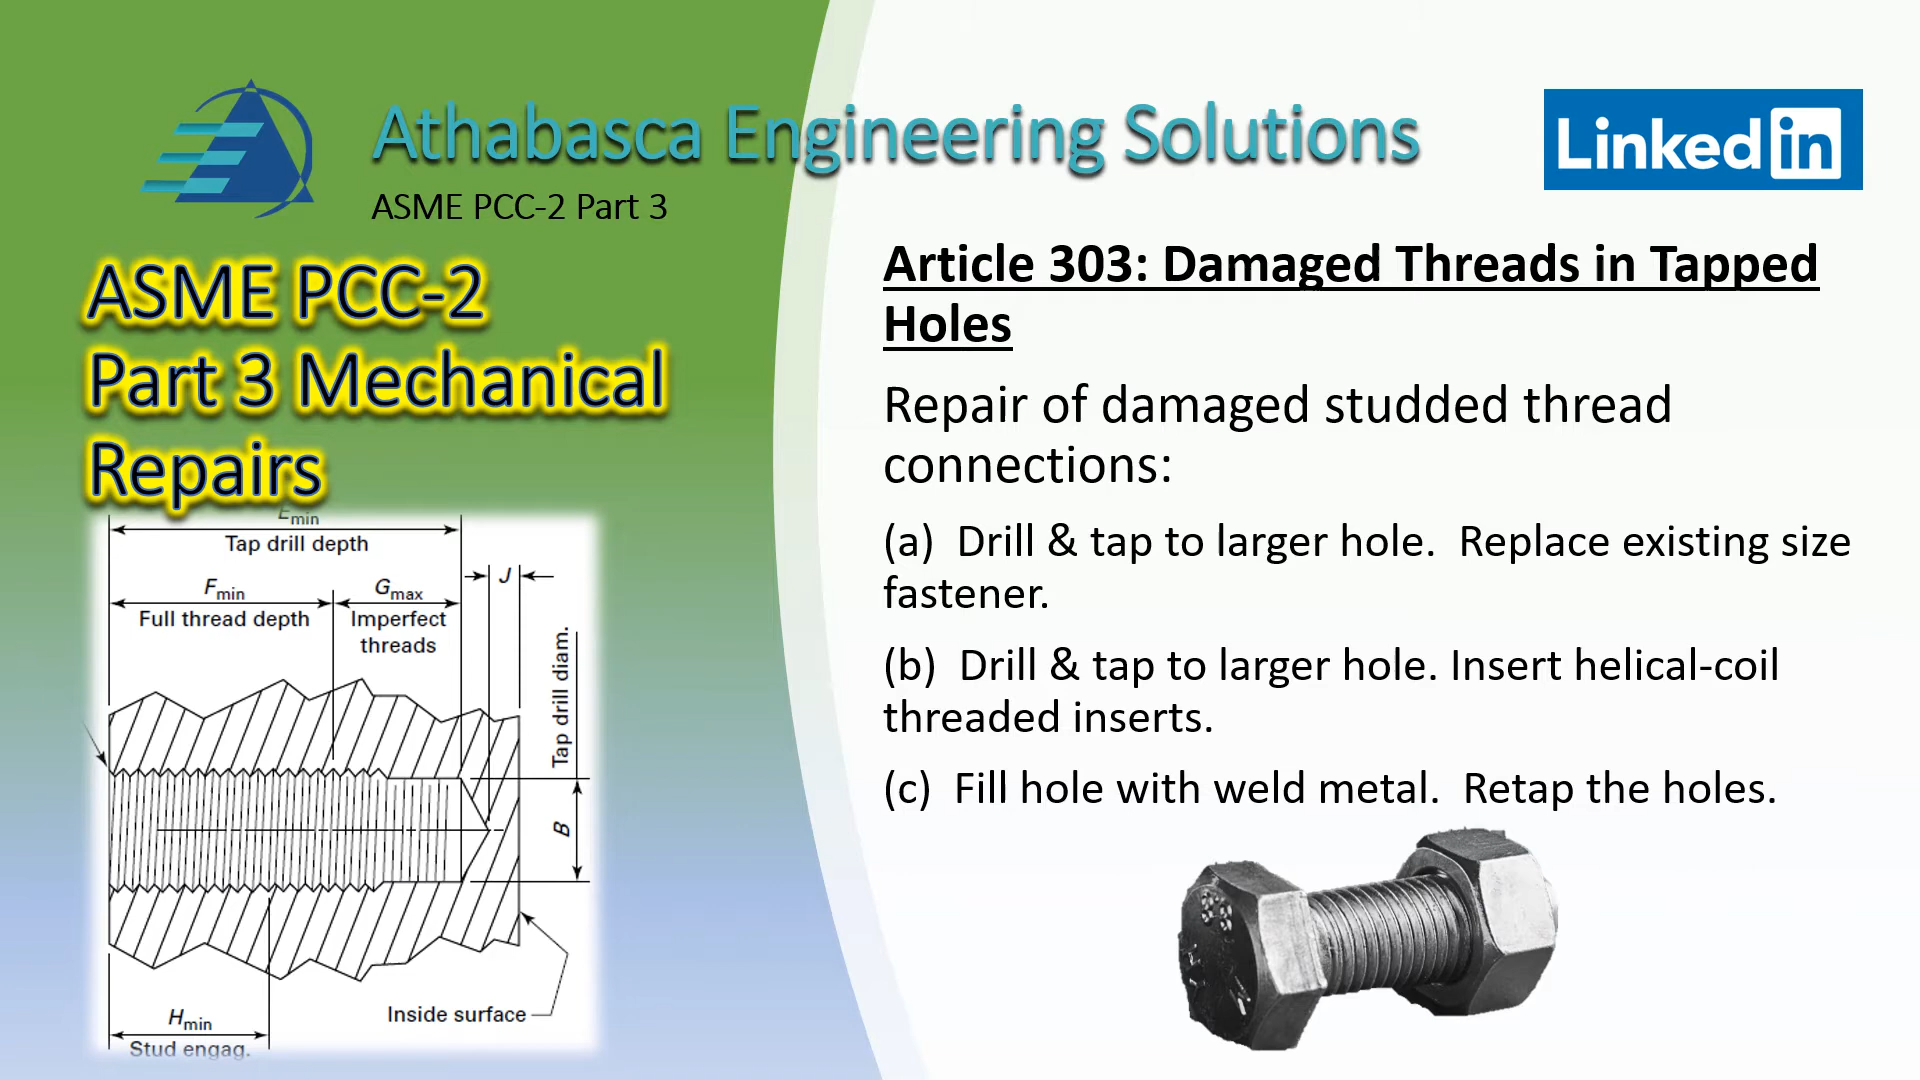 Athabasca Engineering Solutions
Linked in
ASME PCC-2 Part 3
ASME PCC-2
Part 3 Mechanical
Repairs
Article 303: Damaged Threads in Tapped
Holes
Repair of damaged studded thread
connections:
(a) Drill & tap to larger hole. Replace existing size
fastener.
(b) Drill & tap to larger hole. Insert helical-coil
threaded inserts.
(c) Fill hole with weld metal. Retap the holes.
Emin
Tap drill depth
J
Fmin
Gmax
Full thread depth
Imperfect
threads
Tap drill diam.
B
Inside surface
Hmin
Stud engag.